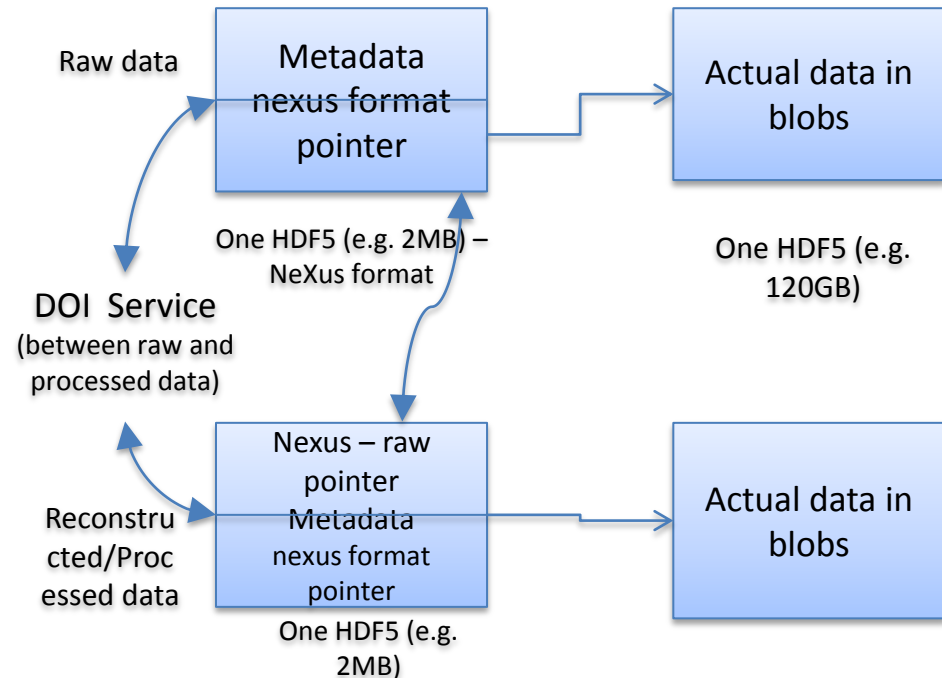 Raw data
Metadata
nexus format
pointer
Actual data in
blobs
One HDF5 (e.g. 2MB) –
NeXus format
One HDF5 (e.g.
120GB)
DOI  Service
(between raw and
processed data)
Nexus – raw
pointer
Metadata
nexus format
pointer
Actual data in
blobs
Reconstru
cted/Proc
essed data
One HDF5 (e.g.
2MB)